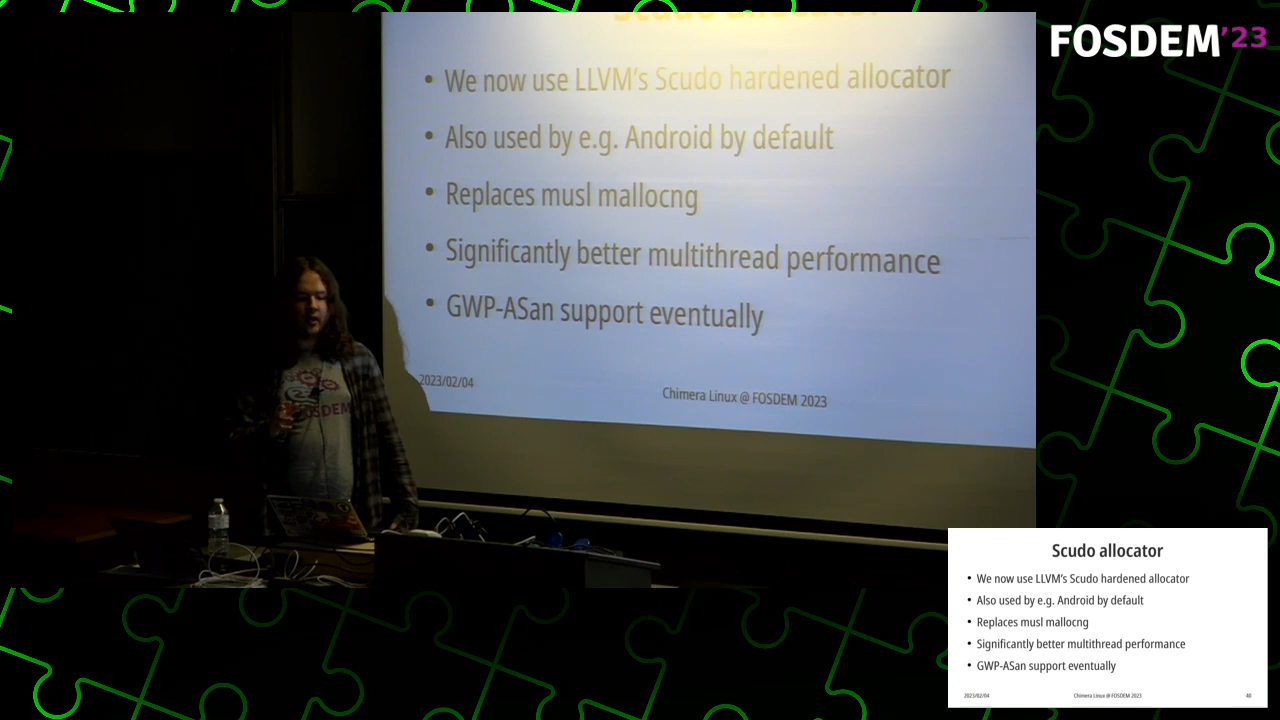 FOSDEM'23
Scudo allocator
• We now use LLVM's Scudo hardened allocator
• Also used by e.g. Android by default
• Replaces musl mallocng
• Significantly better multithread performance
• GWP-ASan support eventually
2023/02/04
Chimera Linux @ FOSDEM 2023
FOSDEM
Scudo allocator
• We now use LLVM's Scudo hardened allocator
• Also used by e.g. Android by default
• Replaces musl mallocng
• Significantly better multithread performance
• GWP-ASan support eventually
2023/02/04 Chimera Linux @ FOSDEM 2023 40